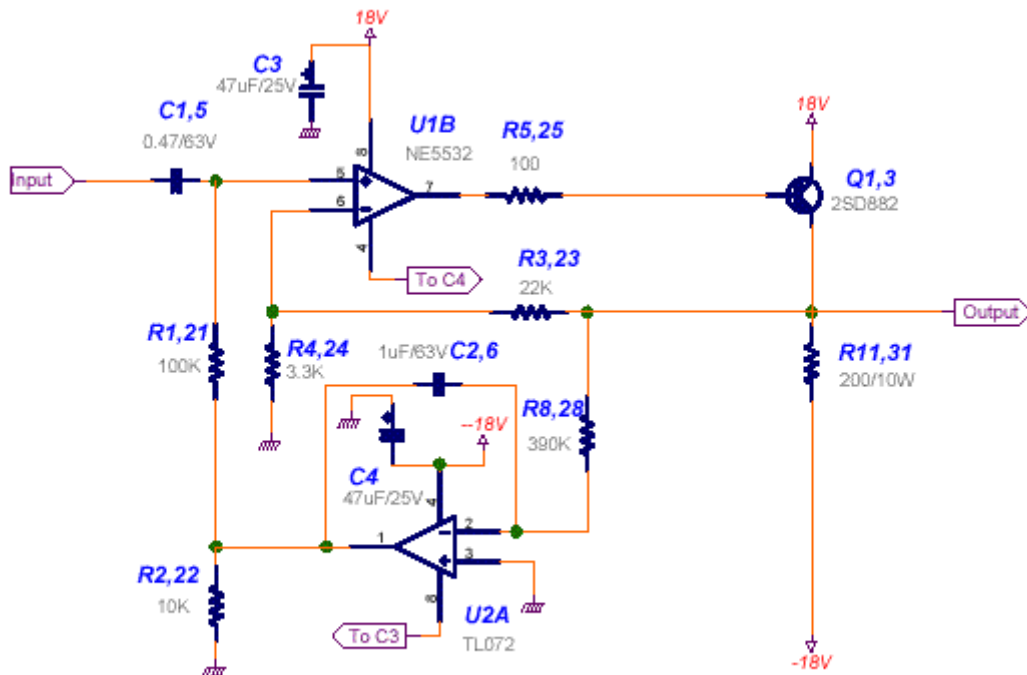 18V
C3
47uF/25V
C1,5
0.47/63V
U1B
NE5532
R5,25
100
18V
Q1,3
2SD882
Input
5
6
8
7
4
To C4
R3,23
22K
Output
R1,21
100K
R4,24
3.3K
1uF/63V
C2,6
R8,28
390K
R11,31
200/10W
--18V
C4
47uF/25V
4
1
2
3
8
R2,22
10K
U2A
TL072
To C3
-18V